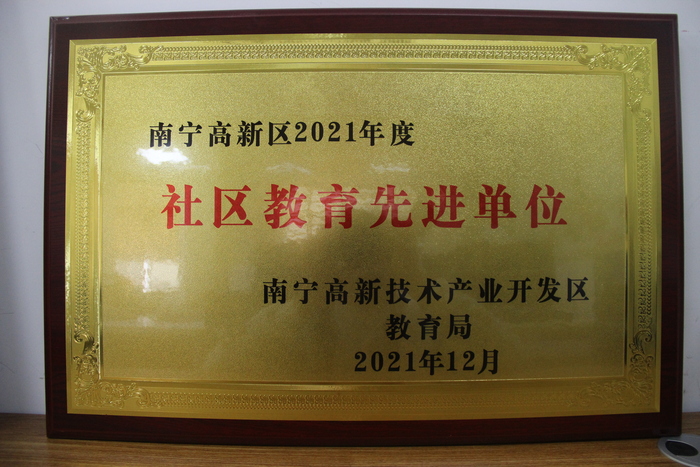 南宁高新区2021年度
社区教育先进单位
南宁高新技术产业开发区
教育局
2021年12月